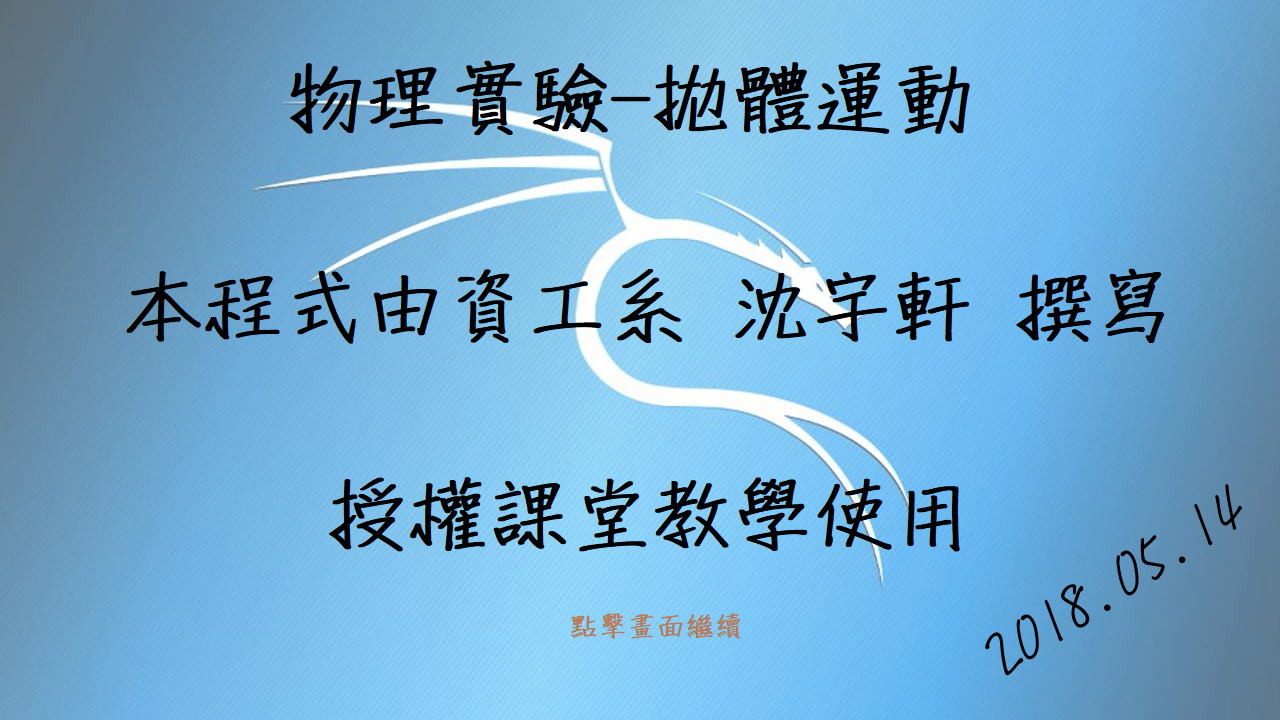 物理實驗-拋體運動
本程式由資工系 沈宇軒 撰寫
授權課堂教學使用
點擊畫面繼續
2018.05.14